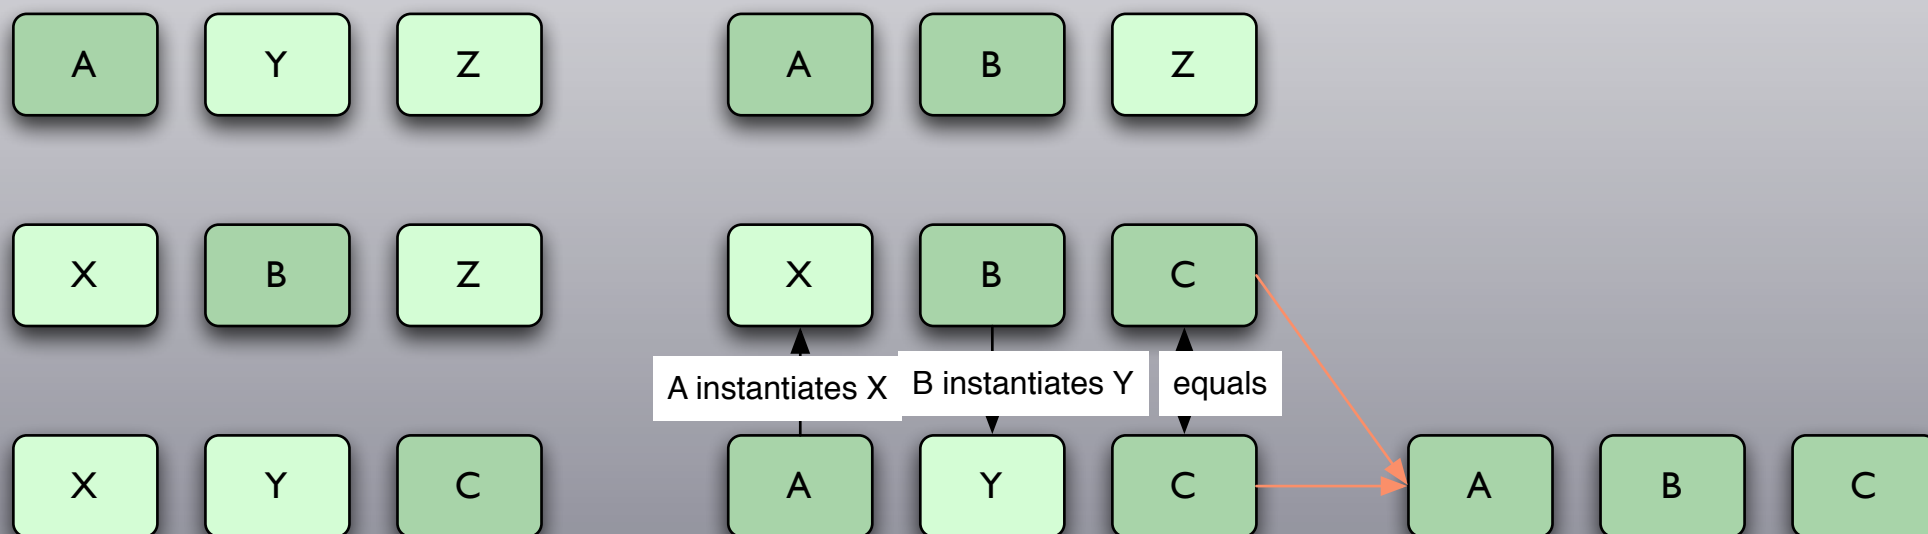 A Y Z A B Z
X B Z X B C
A instantiates X B instantiates Y equals
X Y C A Y C A B C